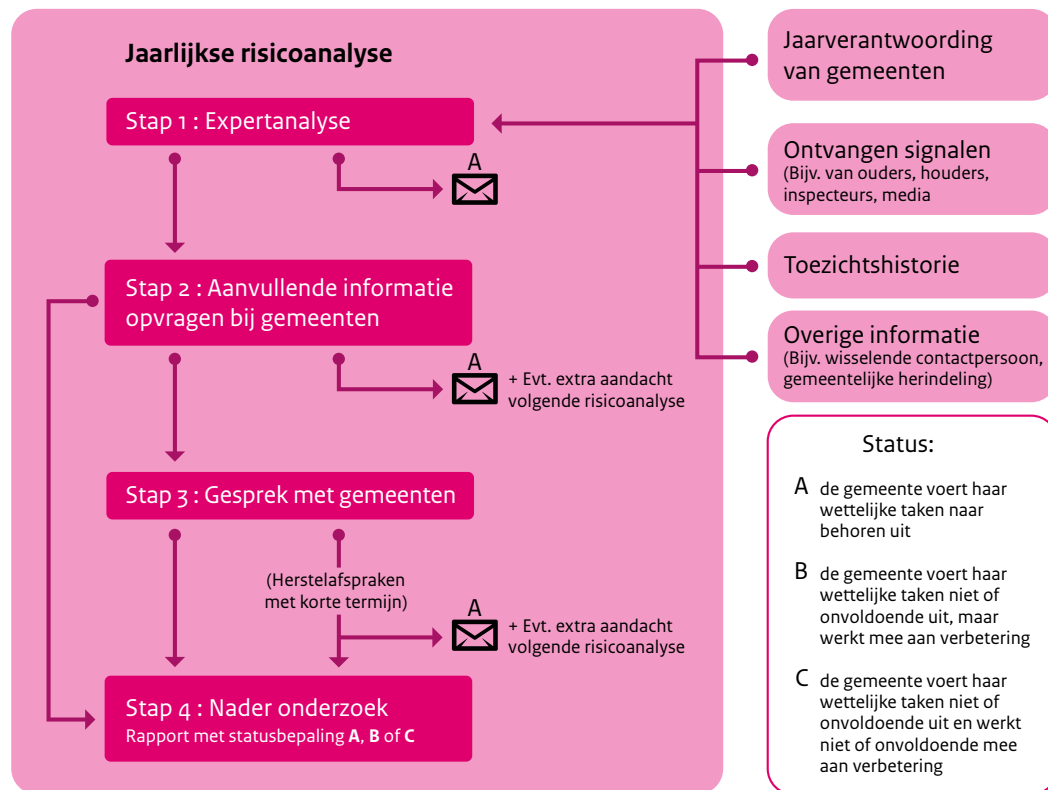 Jaarlijkse risicoanalyse
Stap 1 : Expertanalyse
A
Stap 2 : Aanvullende informatie
opvragen bij gemeenten
A
+ Evt. extra aandacht
volgende risicoanalyse
Stap 3 : Gesprek met gemeenten
(Herstelafspraken
met korte termijn)
A
+ Evt. extra aandacht
volgende risicoanalyse
Stap 4 : Nader onderzoek
Rapport met statusbepaling A, B of C
Jaarverantwoording
van gemeenten
Ontvangen signalen
(Bijv. van ouders, houders,
inspecteurs, media
Toezichtshistorie
Overige informatie
(Bijv. wisselende contactpersoon,
gemeentelijke herindeling)
Status:
A de gemeente voert haar
wettelijke taken naar
behoren uit
B de gemeente voert haar
wettelijke taken niet of
onvoldoende uit, maar
werkt mee aan verbetering
C de gemeente voert haar
wettelijke taken niet of
onvoldoende uit en werkt
niet of onvoldoende mee
aan verbetering